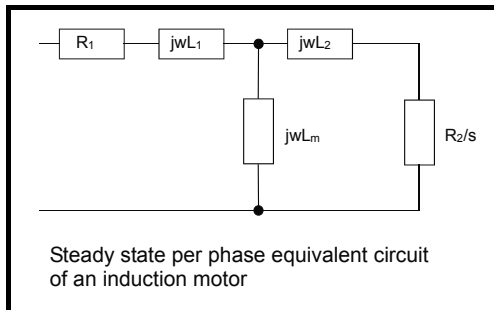 R₁ jwL₁ jwL₂
jwLₘ R₂/s
Steady state per phase equivalent circuit
of an induction motor